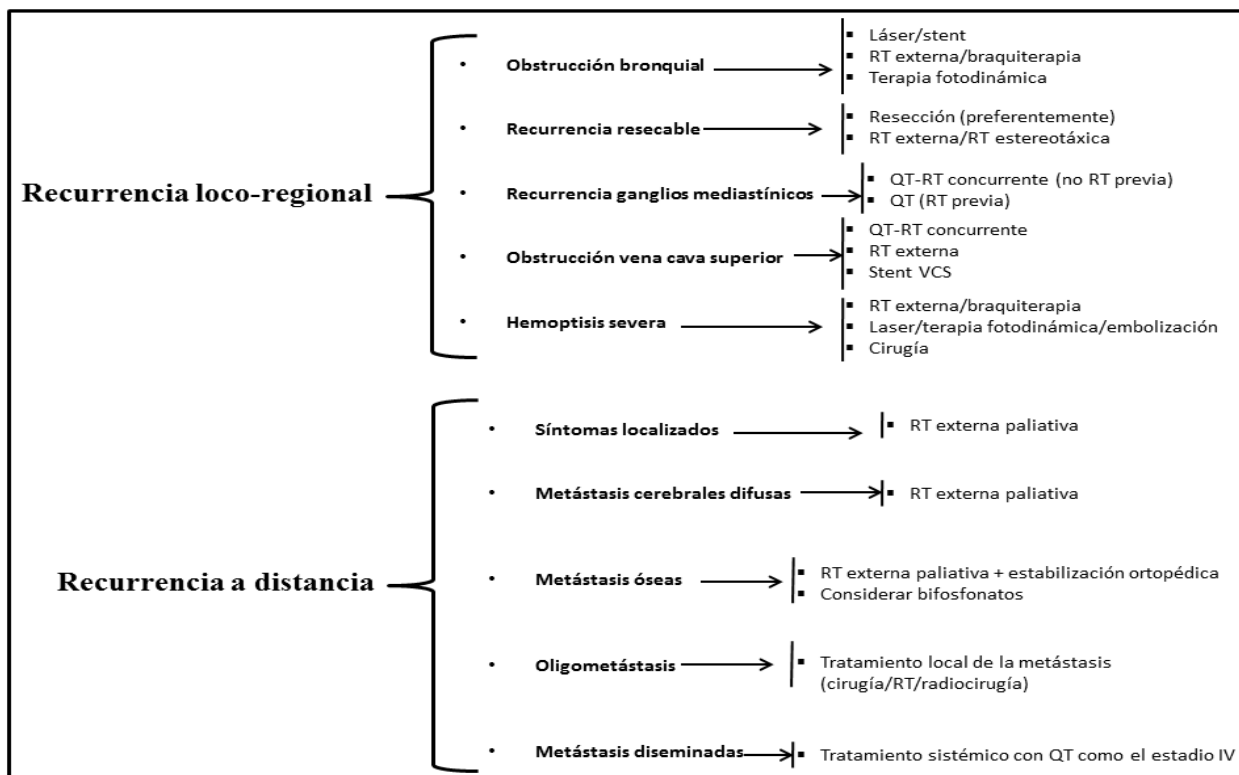 Recurrencia loco-regional
Obstrucción bronquial
Láser/stent
RT externa/braquiterapia
Terapia fotodinámica
Recurrencia resecable
Resección (preferentemente)
RT externa/RT estereotáxica
Recurrencia ganglios mediastínicos
QT-RT concurrente (no RT previa)
QT (RT previa)
Obstrucción vena cava superior
QT-RT concurrente
RT externa
Stent VCS
Hemoptisis severa
RT externa/braquiterapia
Laser/terapia fotodinámica/embolización
Cirugía
Recurrencia a distancia
Síntomas localizados
RT externa paliativa
Metástasis cerebrales difusas
RT externa paliativa
Metástasis óseas
RT externa paliativa + estabilización ortopédica
Considerar bifosfonatos
Oligometástasis
Tratamiento local de la metástasis
(cirugía/RT/radiocirugía)
Metástasis diseminadas
Tratamiento sistémico con QT como el estadio IV